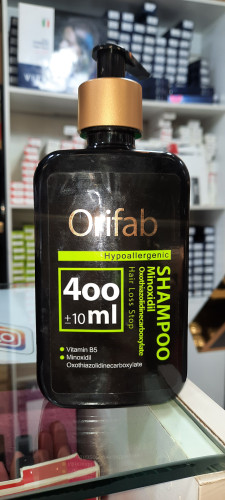 Orifab
Hypoallergenic
400
±10 ml
SHAMPOO
Minoxidil
Oxothiazolidinecarboxylate
Hair Loss Stop
Vitamin B5
Minoxidil
Oxothiazolidinecarboxylate